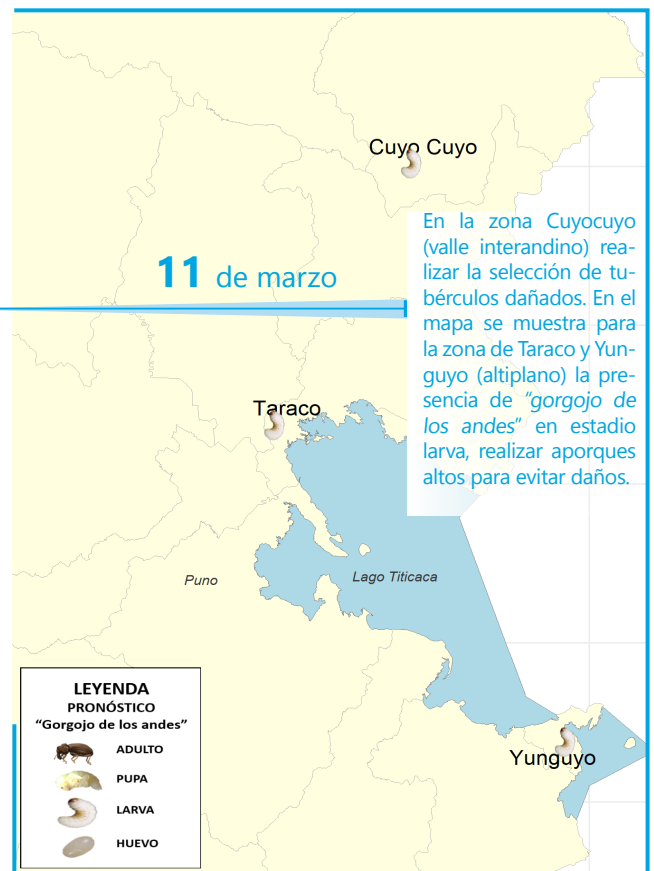 Cuyo Cuyo
En la zona Cuyocuyo
(valle interandino) rea-
lizar la selección de tu-
bérculos dañados. En el
mapa se muestra para
la zona de Taraco y Yun-
guyo (altiplano) la pre-
sencia de "gorgojo de
los andes" en estadio
larva, realizar aporques
altos para evitar daños.
11 de marzo
Taraco
Puno
Lago Titicaca
Yunguyo
LEYENDA
PRONÓSTICO
"Gorgojo de los andes"
ADULTO
PUPA
LARVA
HUEVO